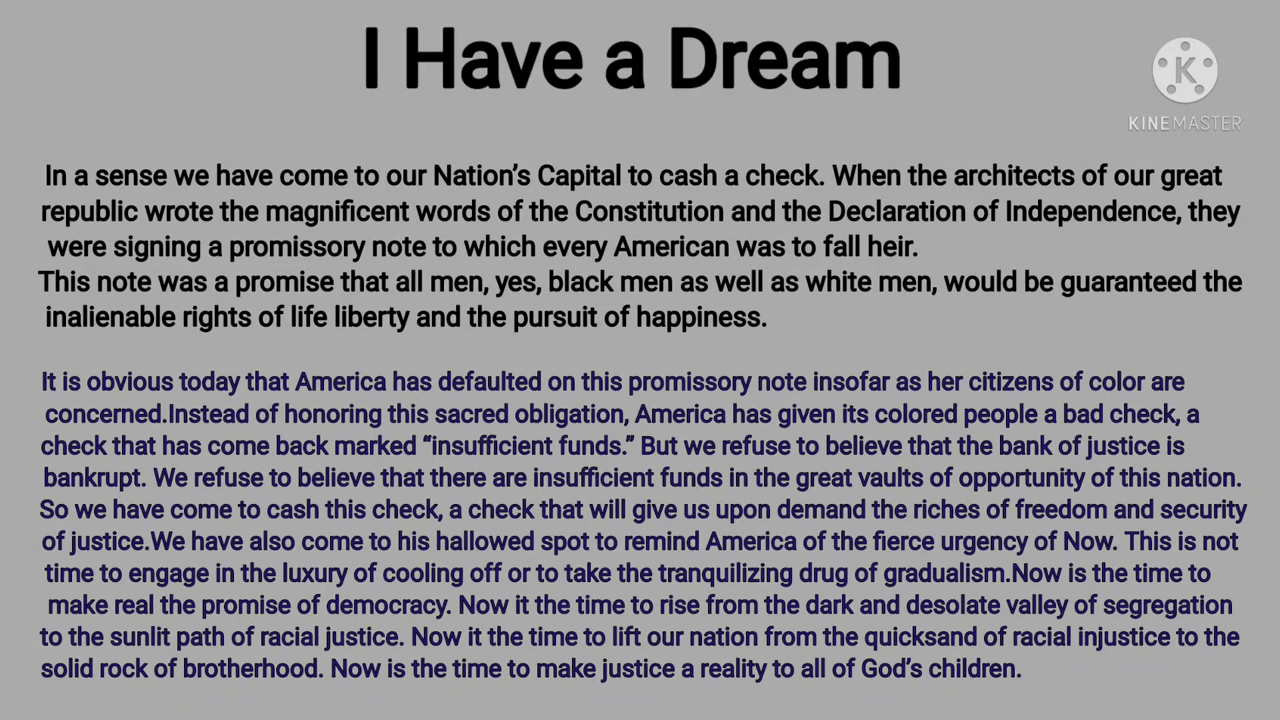 I Have a Dream
KINEMASTER
In a sense we have come to our Nation’s Capital to cash a check. When the architects of our great
republic wrote the magnificent words of the Constitution and the Declaration of Independence, they
were signing a promissory note to which every American was to fall heir.
This note was a promise that all men, yes, black men as well as white men, would be guaranteed the
inalienable rights of life liberty and the pursuit of happiness.
It is obvious today that America has defaulted on this promissory note insofar as her citizens of color are
concerned.Instead of honoring this sacred obligation, America has given its colored people a bad check, a
check that has come back marked “insufficient funds.” But we refuse to believe that the bank of justice is
bankrupt. We refuse to believe that there are insufficient funds in the great vaults of opportunity of this nation.
So we have come to cash this check, a check that will give us upon demand the riches of freedom and security
of justice.We have also come to his hallowed spot to remind America of the fierce urgency of Now. This is not
time to engage in the luxury of cooling off or to take the tranquilizing drug of gradualism.Now is the time to
make real the promise of democracy. Now it the time to rise from the dark and desolate valley of segregation
to the sunlit path of racial justice. Now it the time to lift our nation from the quicksand of racial injustice to the
solid rock of brotherhood. Now is the time to make justice a reality to all of God’s children.